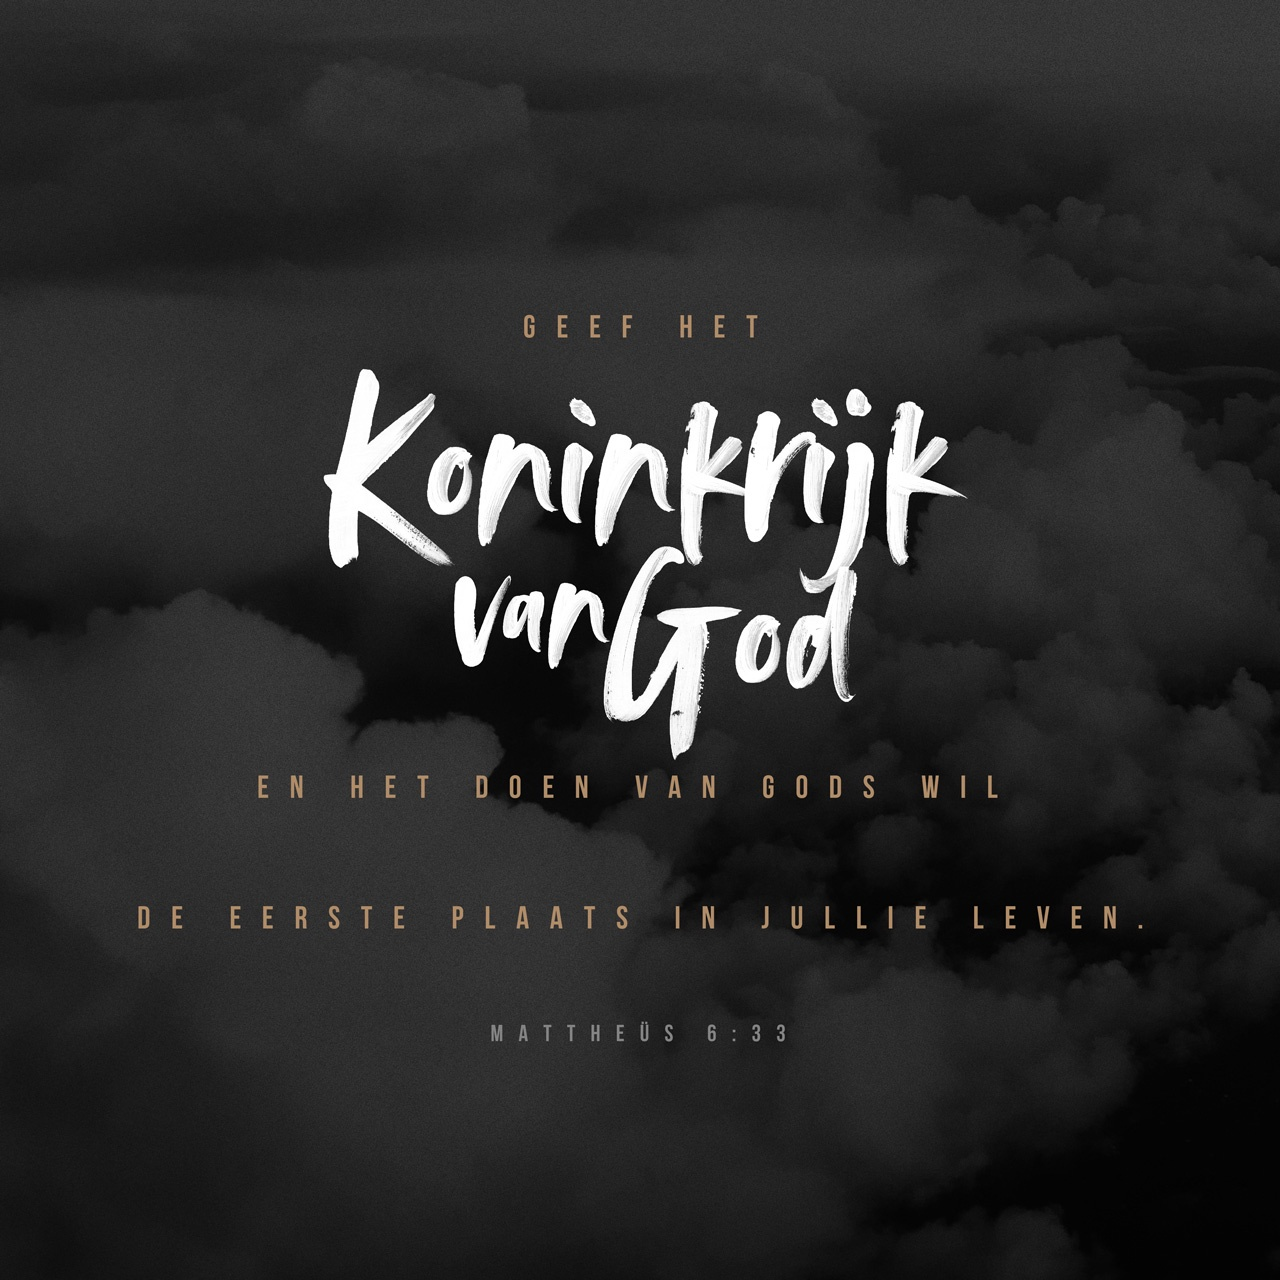 GEEF HET
Koninkrijk
van God
EN HET DOEN VAN GODS WIL
DE EERSTE PLAATS IN JULLIE LEVEN.
MATTHEÜS 6:33